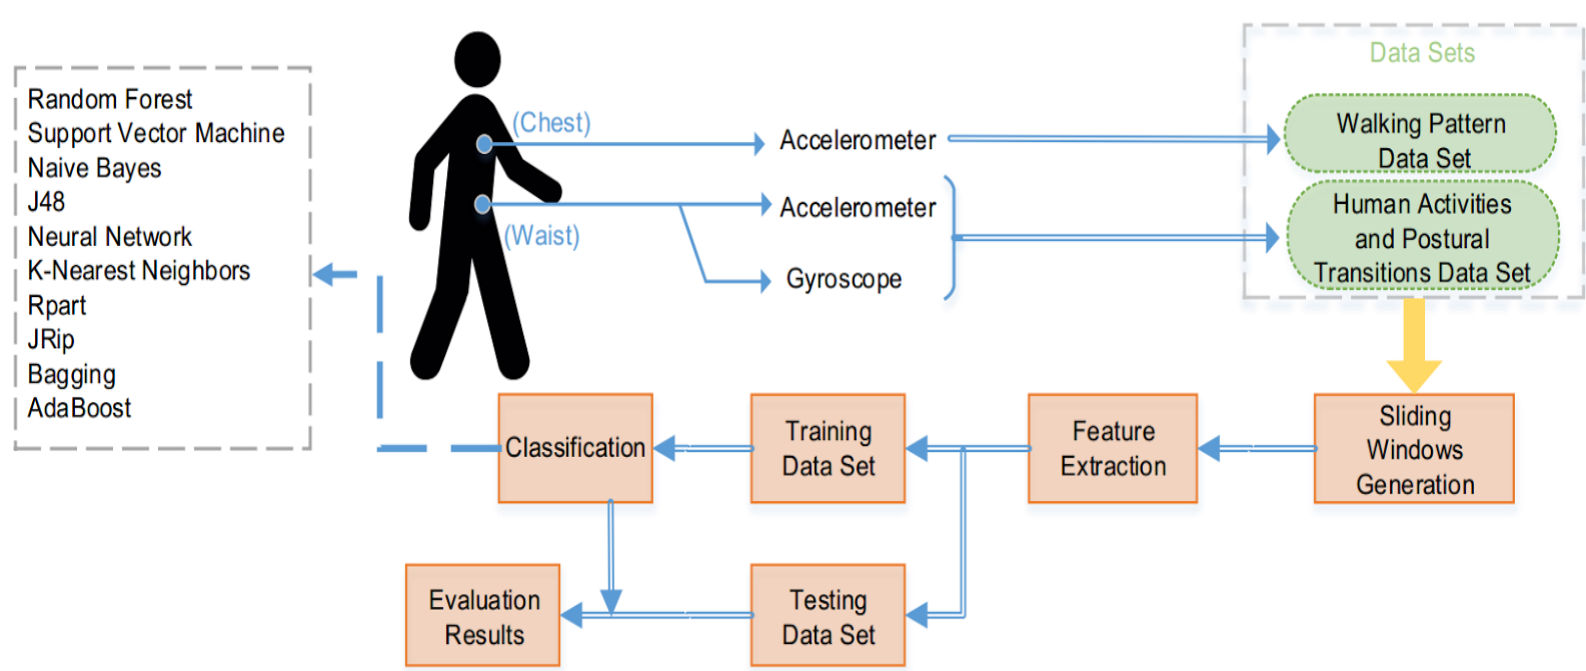 Random Forest
Support Vector Machine
Naive Bayes
J48
Neural Network
K-Nearest Neighbors
Rpart
JRip
Bagging
AdaBoost
(Chest)
(Waist)
Accelerometer
Accelerometer
Gyroscope
Data Sets
Walking Pattern
Data Set
Human Activities
and Postural
Transitions Data Set
Sliding
Windows
Generation
Feature
Extraction
Training
Data Set
Classification
Testing
Data Set
Evaluation
Results